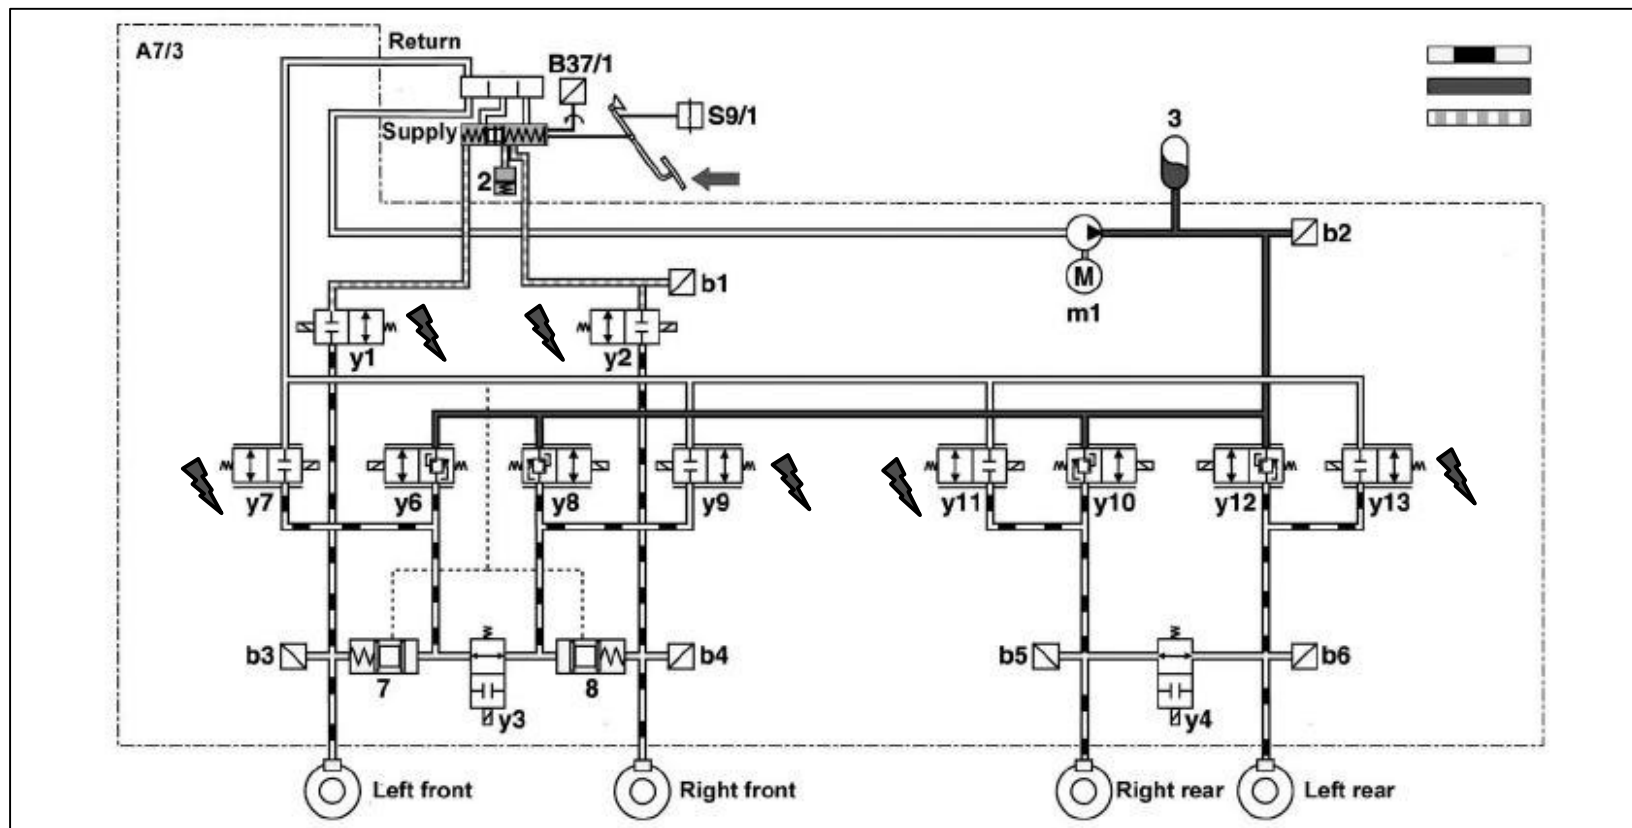 A7/3
Return
B37/1
S9/1
Supply
3
2
b2
b1
M
m1
y1
y2
y7
y6
y8
y9
y11
y10
y12
y13
b3
b4
b5
b6
7
8
y3
y4
Left front
Right front
Right rear
Left rear